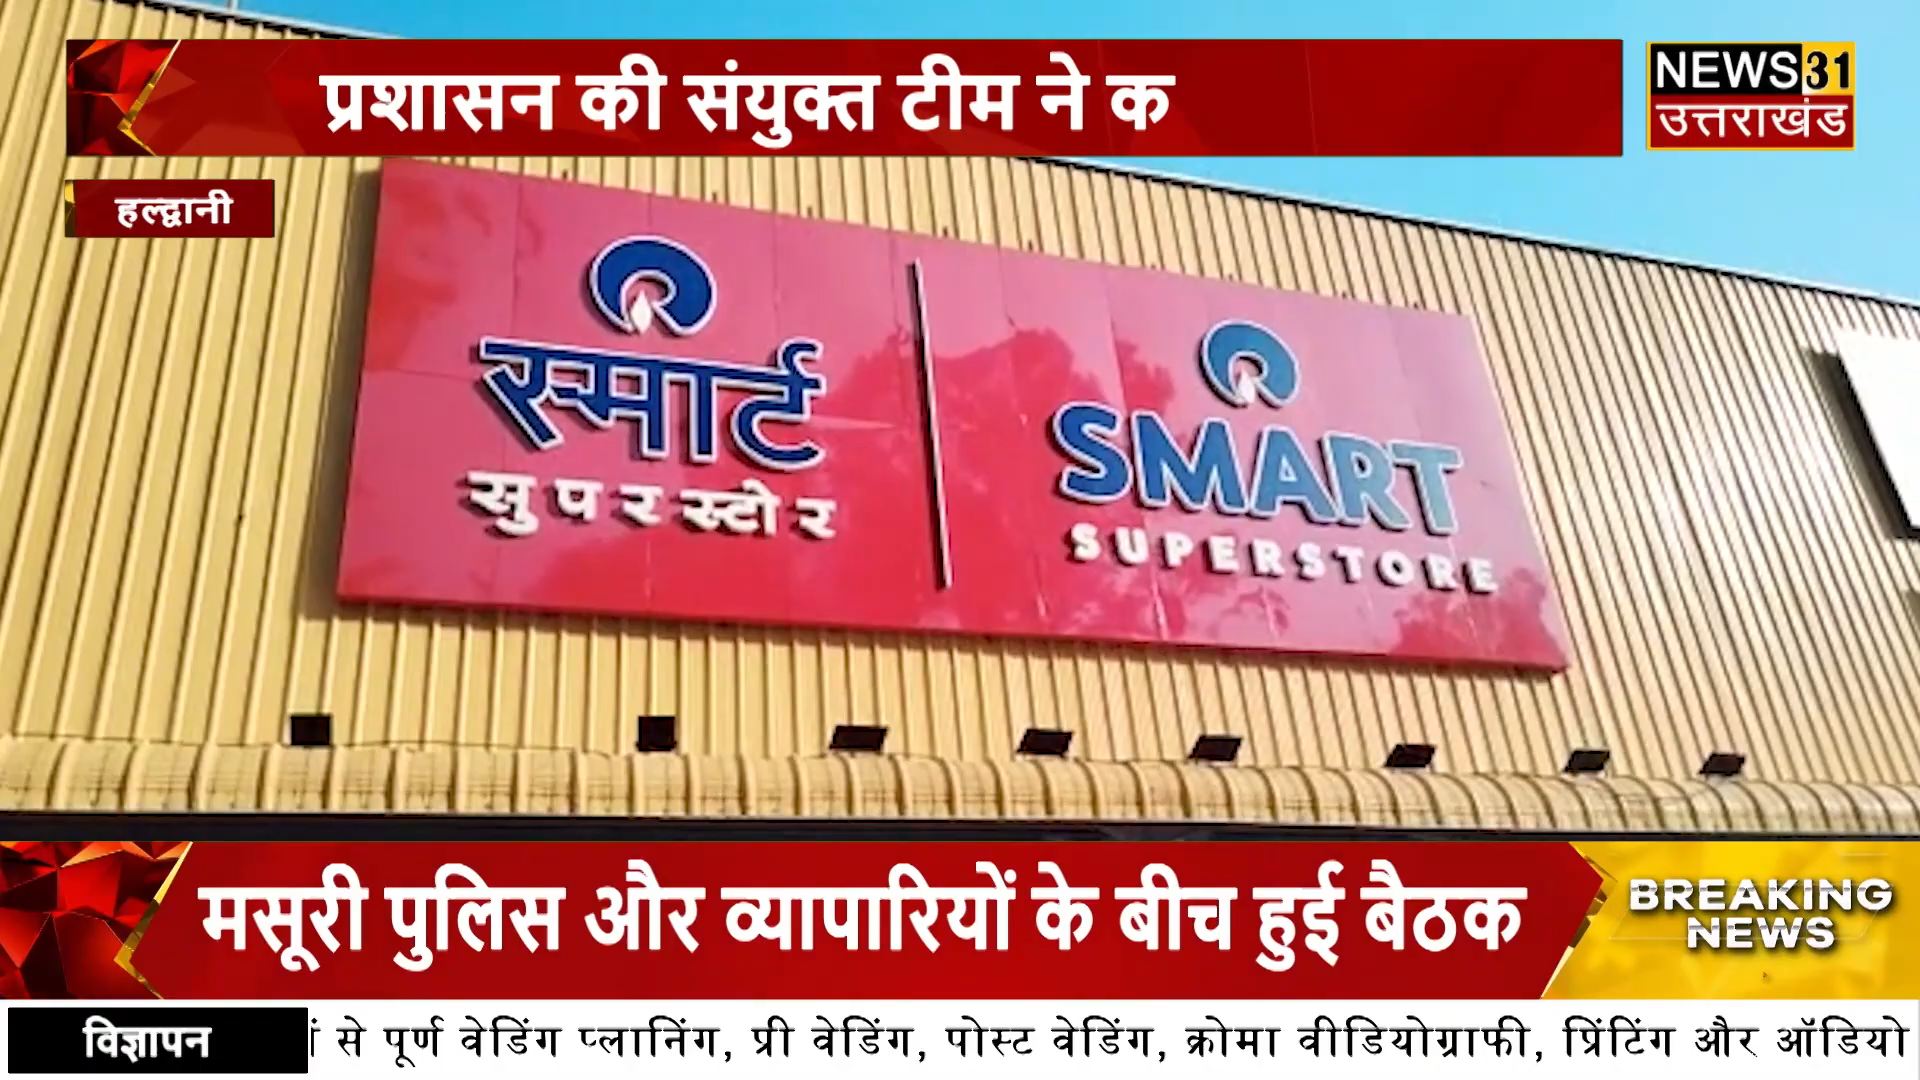 प्रशासन की संयुक्त टीम ने क
NEWS31
उत्तराखंड
हल्द्वानी
स्मार्ट
सुपरस्टोर
SMART
SUPERSTORE
मसूरी पुलिस और व्यापारियों के बीच हुई बैठक
BREAKING
NEWS
विज्ञापन
से पूर्ण वेडिंग प्लानिंग, प्री वेडिंग, पोस्ट वेडिंग, क्रोमा वीडियोग्राफी, प्रिंटिंग और ऑडियो